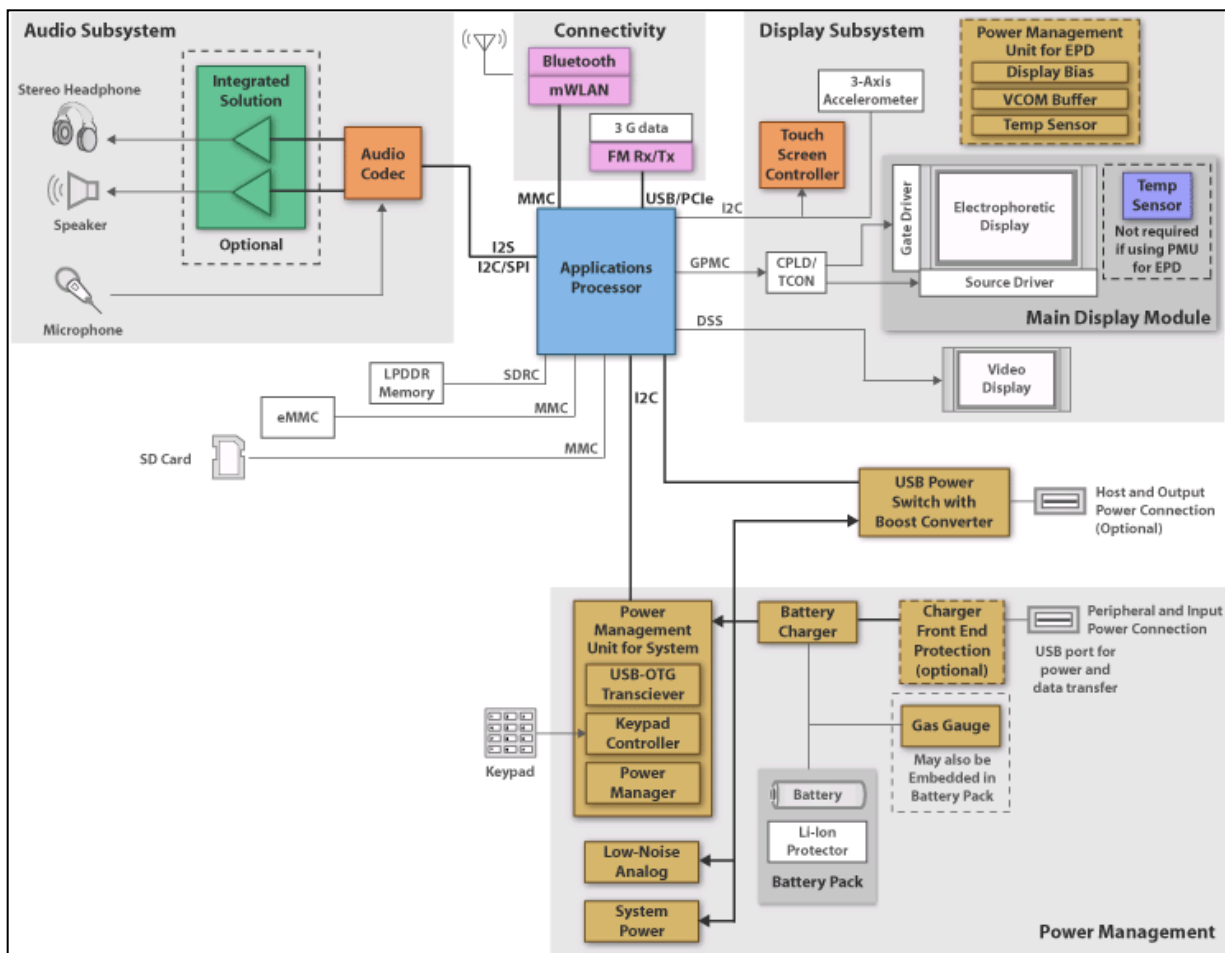 Audio Subsystem
Stereo Headphone
Integrated
Solution
Audio
Codec
Speaker
Optional
Microphone
I2S
I2C/SPI
Connectivity
Bluetooth
mWLAN
3 G data
FM Rx/Tx
MMC
USB/PCIe
Applications
Processor
Display Subsystem
3-Axis
Accelerometer
Touch
Screen
Controller
I2C
Power Management
Unit for EPD
Display Bias
VCOM Buffer
Temp Sensor
GPMC
CPLD/
TCON
Gate Driver
Electrophoretic
Display
Source Driver
Temp
Sensor
Not required
if using PMU
for EPD
Main Display Module
DSS
Video
Display
LPDDR
Memory
SDRC
eMMC
MMC
SD Card
MMC
I2C
USB Power
Switch with
Boost Converter
Host and Output
Power Connection
(Optional)
Power
Management
Unit for System
USB-OTG
Transciever
Keypad
Controller
Power
Manager
Keypad
Battery
Charger
Charger
Front End
Protection
(optional)
Peripheral and Input
Power Connection
USB port for
power and
data transfer
Gas Gauge
May also be
Embedded in
Battery Pack
Battery
Li-Ion
Protector
Battery Pack
Low-Noise
Analog
System
Power
Power Management